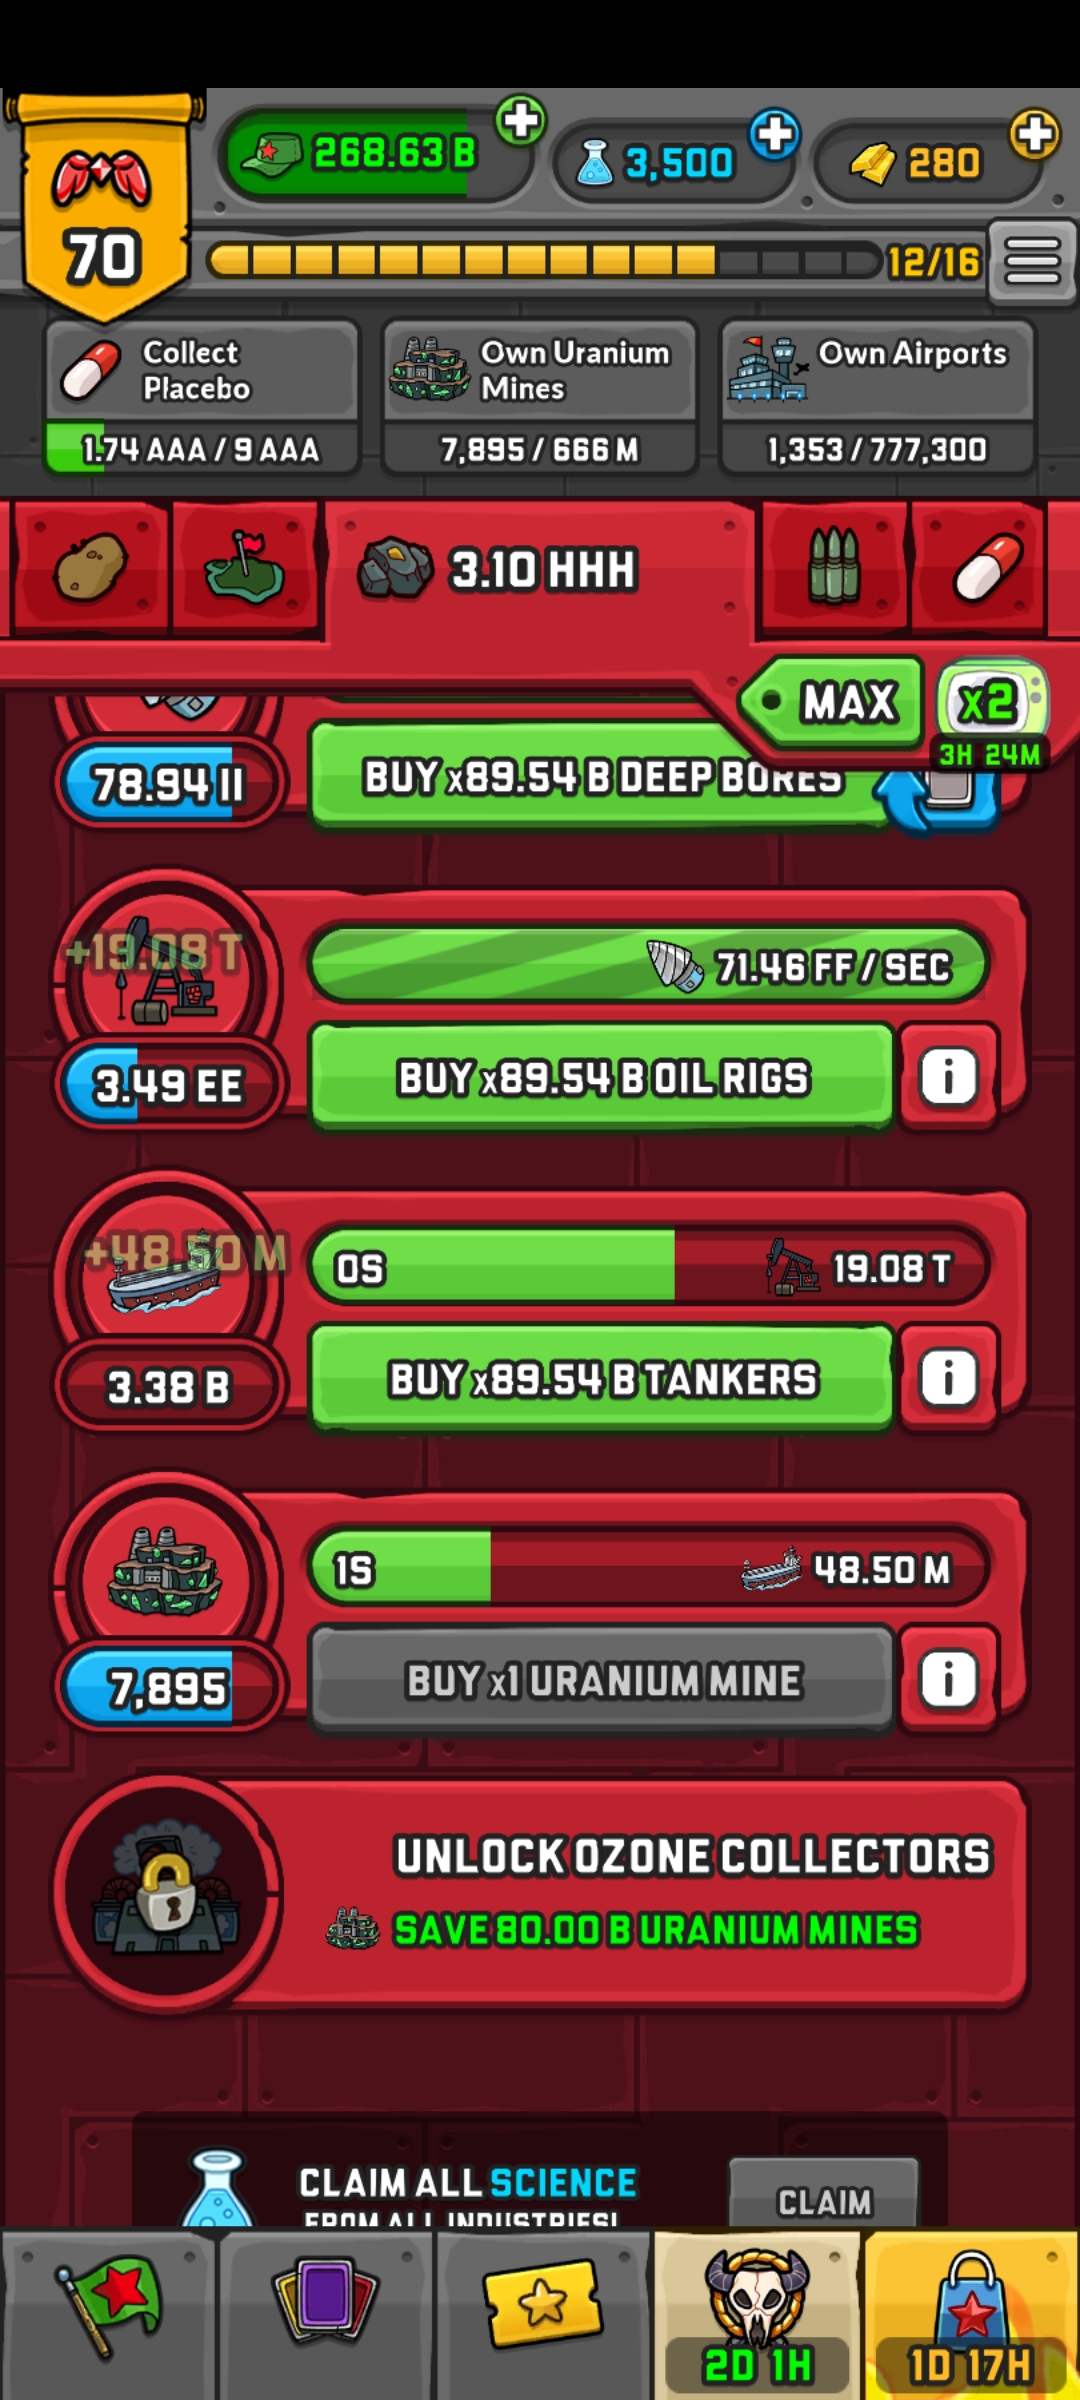 268.63 B
3,500
280
70
12/16
Collect
Placebo
1.74 AAA / 9 AAA
Own Uranium
Mines
7,895 / 666 M
Own Airports
1,353 / 777,300
3.10 HHH
MAX
x2
3H 24M
78.94 II
BUY x89.54 B DEEP BORES
+19.08 T
71.46 FF / SEC
3.49 EE
BUY x89.54 B OIL RIGS
i
+48.50 M
0S
19.08 T
3.38 B
BUY x89.54 B TANKERS
i
1S
48.50 M
7,895
BUY x1 URANIUM MINE
i
UNLOCK OZONE COLLECTORS
SAVE 80.00 B URANIUM MINES
CLAIM ALL SCIENCE
FROM ALL INDUSTRIES!
CLAIM
2D 1H
1D 17H